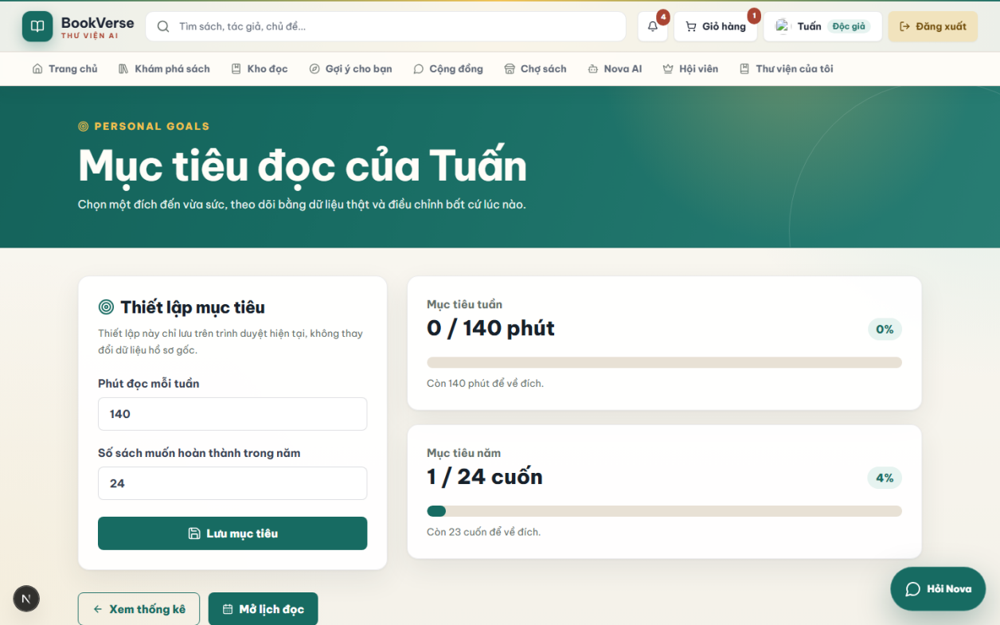 BookVerse
THƯ VIỆN AI
Tìm sách, tác giả, chủ đề...
4
Giỏ hàng
1
Tuấn
Độc giả
Đăng xuất
Trang chủ
Khám phá sách
Kho đọc
Gợi ý cho bạn
Cộng đồng
Chợ sách
Nova AI
Hội viên
Thư viện của tôi
PERSONAL GOALS
Mục tiêu đọc của Tuấn
Chọn một đích đến vừa sức, theo dõi bằng dữ liệu thật và điều chỉnh bất cứ lúc nào.
Thiết lập mục tiêu
Thiết lập này chỉ lưu trên trình duyệt hiện tại, không thay
đổi dữ liệu hồ sơ gốc.
Phút đọc mỗi tuần
140
Số sách muốn hoàn thành trong năm
24
Lưu mục tiêu
Mục tiêu tuần
0 / 140 phút
0%
Còn 140 phút để về đích.
Mục tiêu năm
1 / 24 cuốn
4%
Còn 23 cuốn để về đích.
Xem thống kê
Mở lịch đọc
Hỏi Nova
N